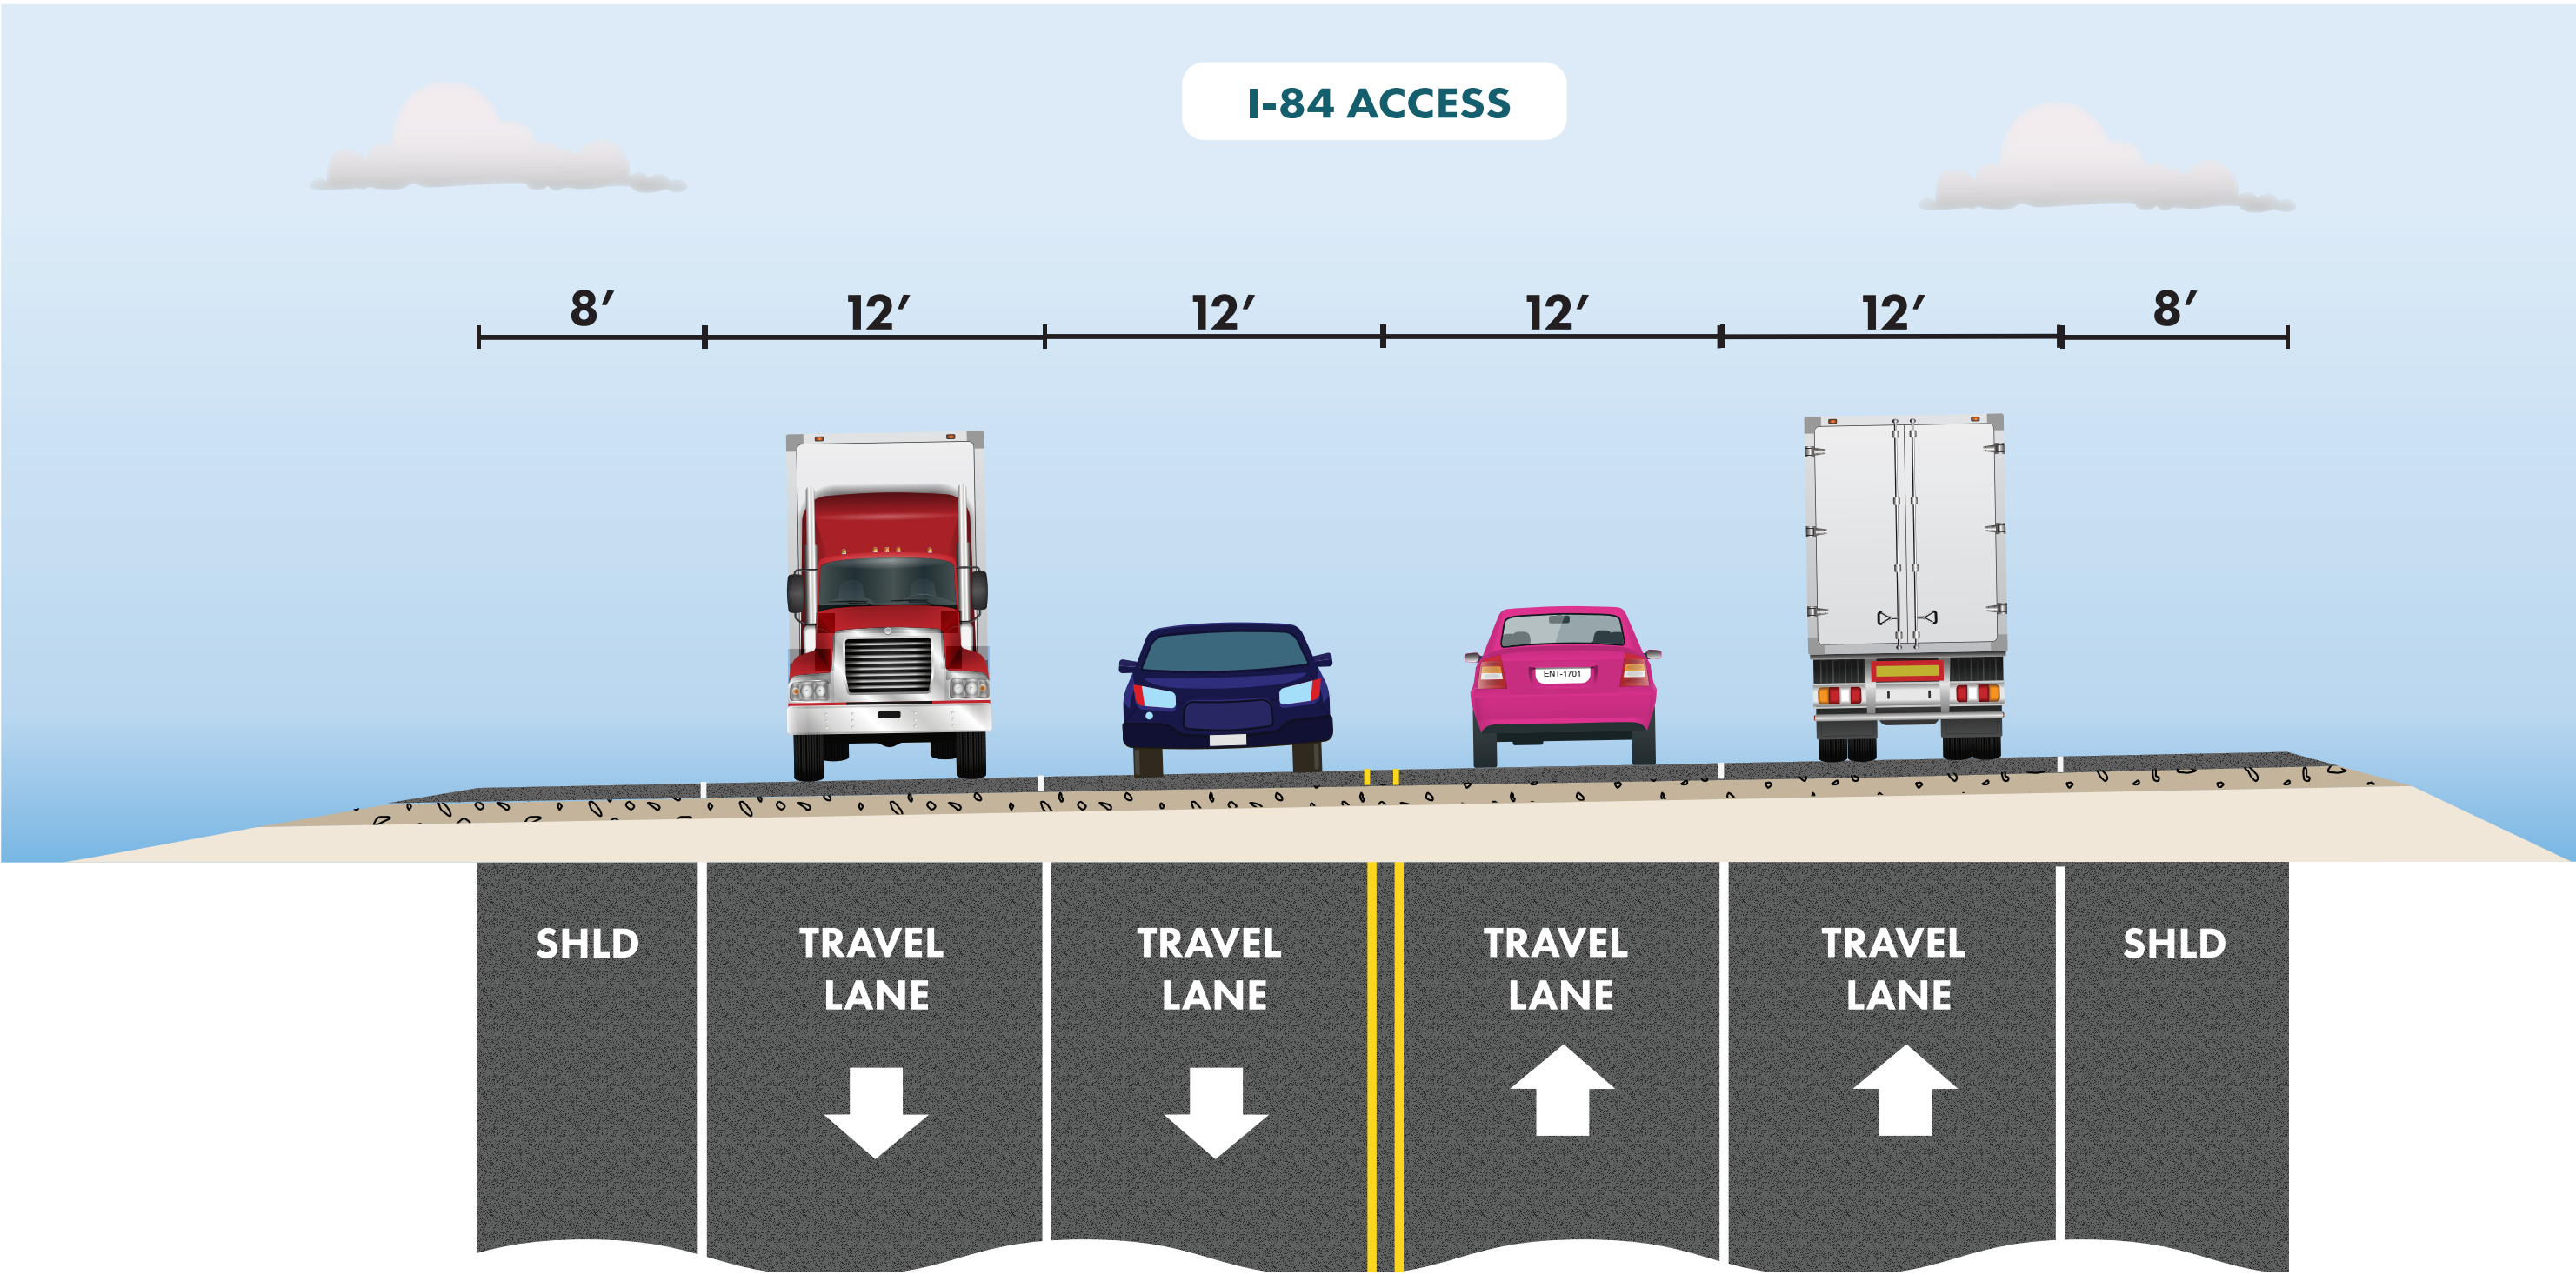 I-84 ACCESS
8′ 12′ 12′ 12′ 12′ 8′
ENT-1701
SHLD TRAVEL TRAVEL TRAVEL TRAVEL SHLD
LANE LANE LANE LANE